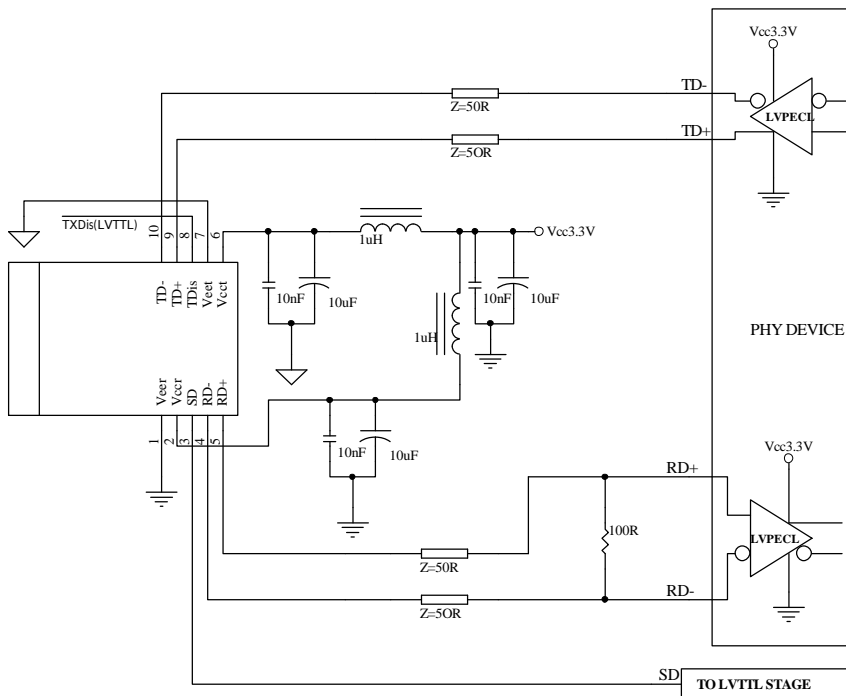 Vcc3.3V
TD-
Z=50R
LVPECL
TD+
Z=5OR
TXDis(LVTTL)
10
9
8
7
6
Vcc3.3V
1uH
TD-
TD+
TDis
Veet
Vcct
10nF
10uF
10nF
10uF
1uH
PHY DEVICE
Veer
Vccr
SD
RD-
RD+
1
2
3
4
5
10nF
10uF
Vcc3.3V
RD+
100R
LVPECL
Z=50R
RD-
Z=5OR
SD
TO LVTTL STAGE